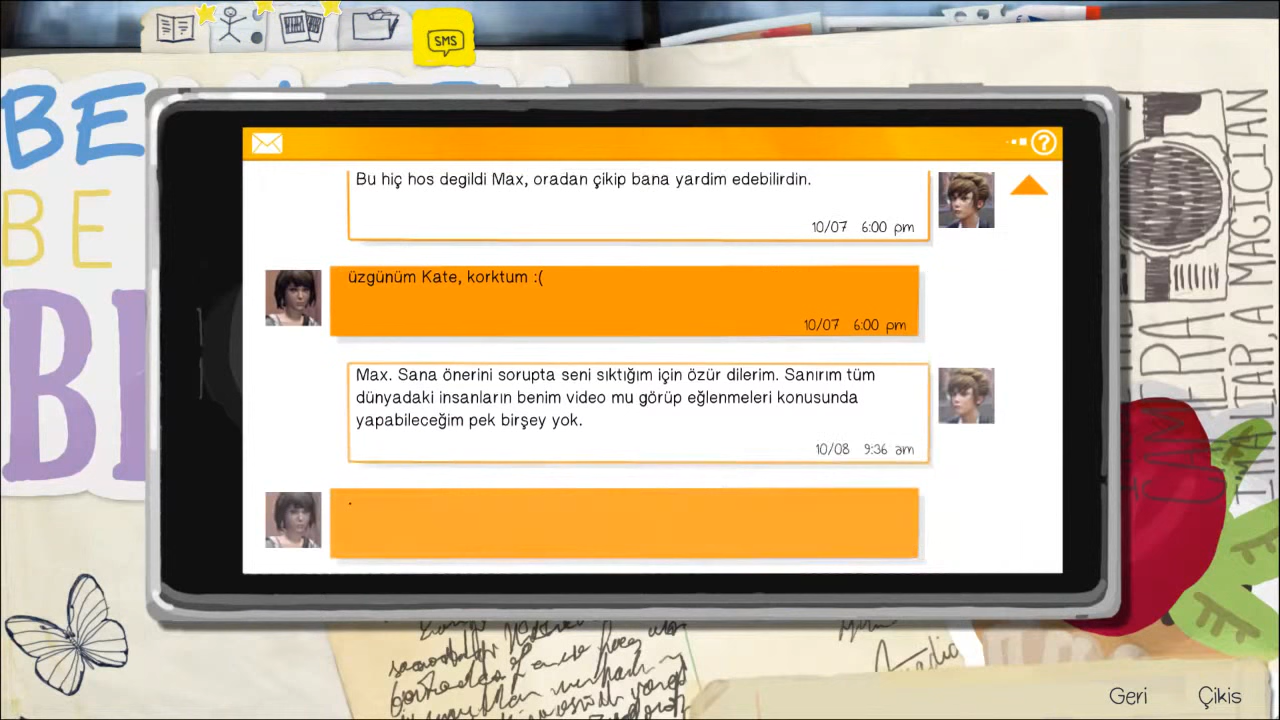 SMS
BE
BE
Bu hiç hos degildi Max, oradan çikip bana yardim edebilirdin.
10/07 6:00 pm
üzgünüm Kate, korktum :(
10/07 6:00 pm
Max. Sana önerini sorupta seni sıktığım için özür dilerim. Sanırım tüm
dünyadaki insanların benim video mu görüp eğlenmeleri konusunda
yapabileceğim pek birşey yok.
10/08 9:36 am
.
CAMERA
LIAR, A MAGICIAN
Geri
Çikis